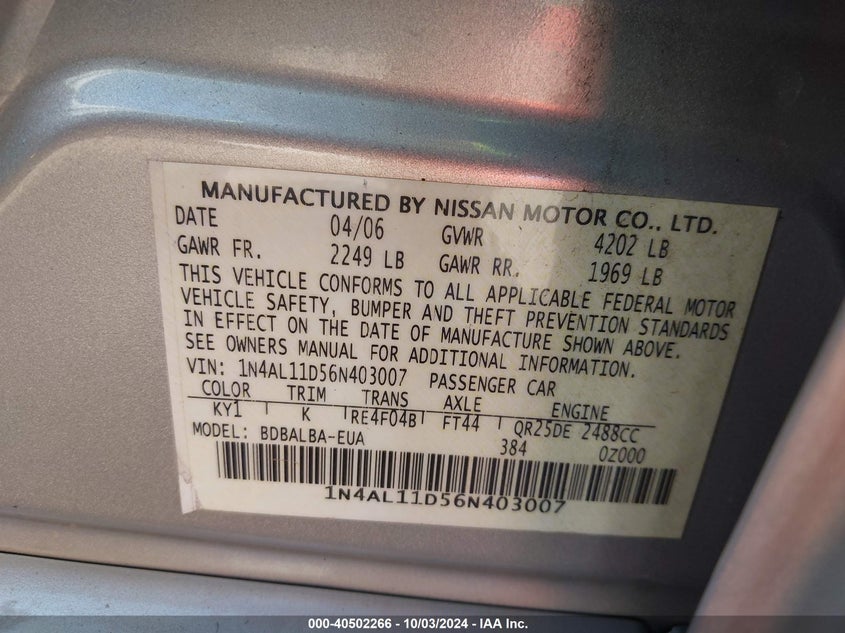 MANUFACTURED BY NISSAN MOTOR CO., LTD.
DATE 04/06 GVWR 4202 LB
GAWR FR. 2249 LB GAWR RR. 1969 LB
THIS VEHICLE CONFORMS TO ALL APPLICABLE FEDERAL MOTOR
VEHICLE SAFETY, BUMPER AND THEFT PREVENTION STANDARDS
IN EFFECT ON THE DATE OF MANUFACTURE SHOWN ABOVE.
SEE OWNERS MANUAL FOR ADDITIONAL INFORMATION.
VIN: 1N4AL11D56N403007 PASSENGER CAR
COLOR TRIM TRANS AXLE ENGINE
KY1 K RE4F04B FT44 QR25DE 2488CC
MODEL: BDBALBA-EUA 384 0Z000
1N4AL11D56N403007
000-40502266 - 10/03/2024 - IAA Inc.